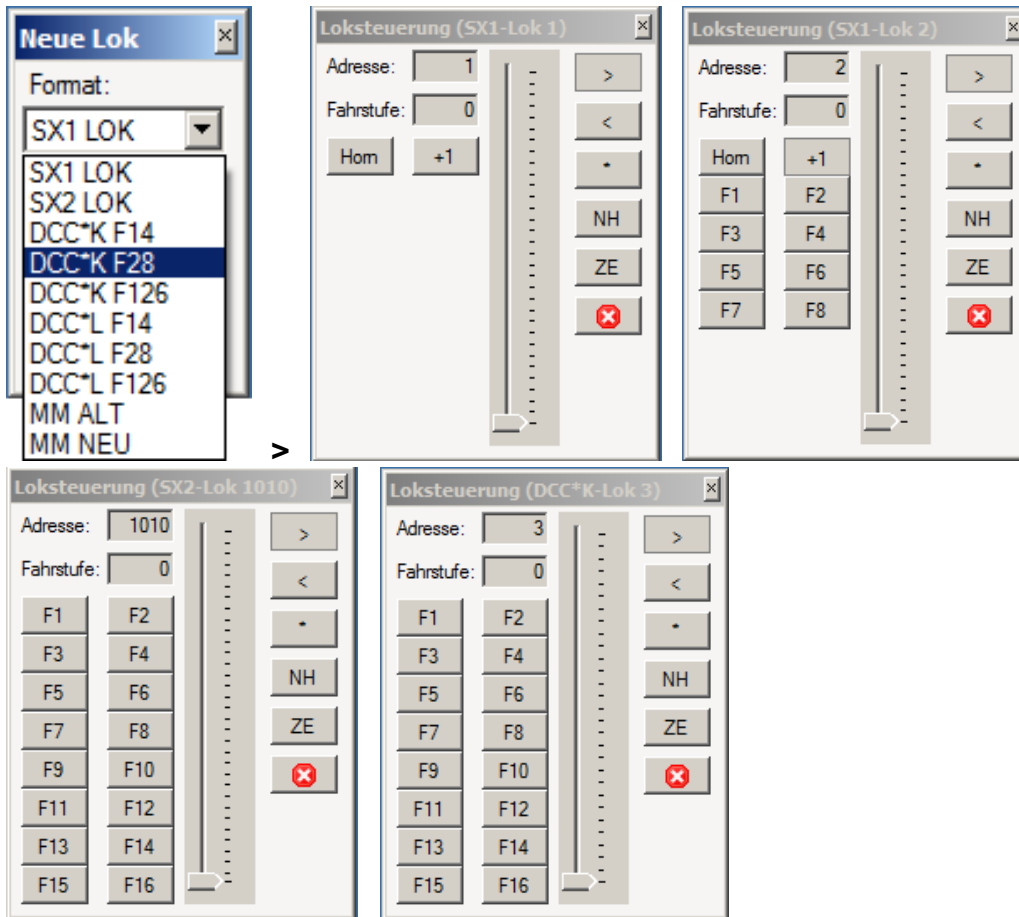 Neue Lok
Format:
SX1 LOK
SX1 LOK
SX2 LOK
DCC*K F14
DCC*K F28
DCC*K F126
DCC*L F14
DCC*L F28
DCC*L F126
MM ALT
MM NEU
>
Loksteuerung (SX1-Lok 1)
Adresse: 1 >
Fahrstufe: 0 <
Horn +1 *
NH
ZE
Loksteuerung (SX1-Lok 2)
Adresse: 2 >
Fahrstufe: 0 <
Horn +1 *
F1 F2
F3 F4 NH
F5 F6 ZE
F7 F8
Loksteuerung (SX2-Lok 1010)
Adresse: 1010 >
Fahrstufe: 0 <
F1 F2 *
F3 F4
F5 F6 NH
F7 F8 ZE
F9 F10
F11 F12
F13 F14
F15 F16
Loksteuerung (DCC*K-Lok 3)
Adresse: 3 >
Fahrstufe: 0 <
F1 F2 *
F3 F4
F5 F6 NH
F7 F8 ZE
F9 F10
F11 F12
F13 F14
F15 F16